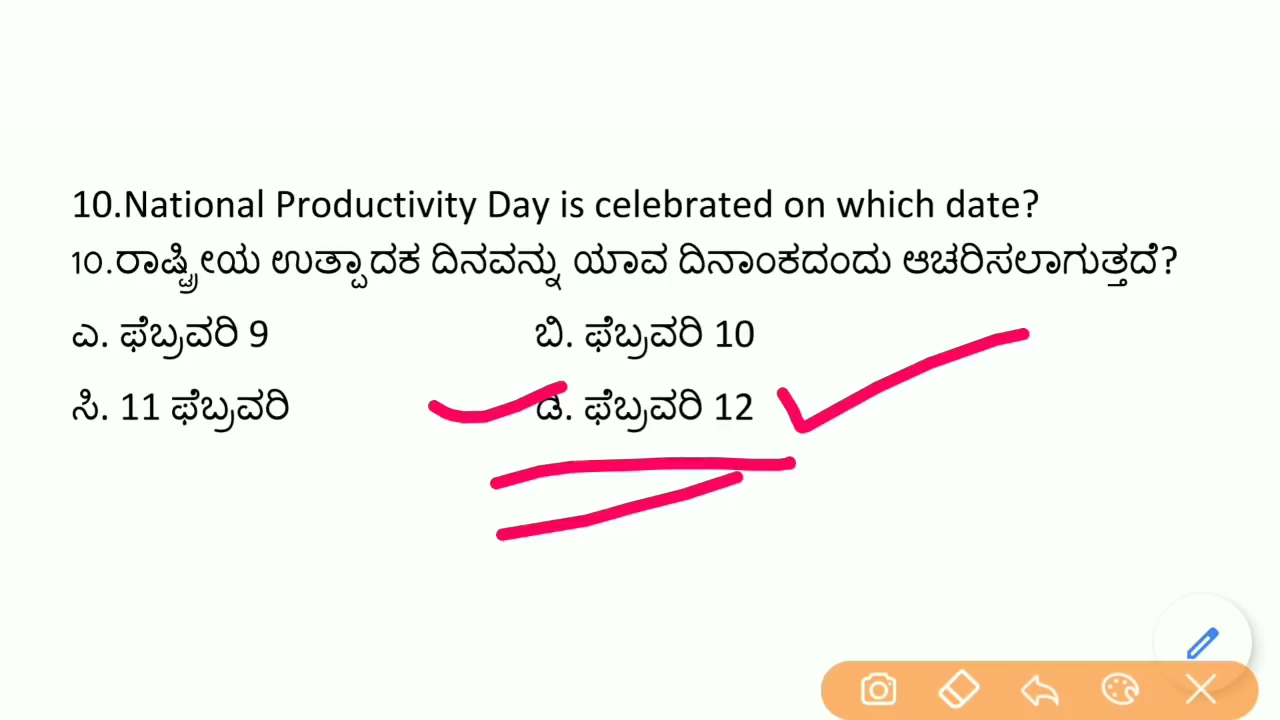 10.National Productivity Day is celebrated on which date?
10.ರಾಷ್ಟ್ರೀಯ ಉತ್ಪಾದಕ ದಿನವನ್ನು ಯಾವ ದಿನಾಂಕದಂದು ಆಚರಿಸಲಾಗುತ್ತದೆ?
ಎ. ಫೆಬ್ರವರಿ 9 ಬಿ. ಫೆಬ್ರವರಿ 10
ಸಿ. 11 ಫೆಬ್ರವರಿ ಡಿ. ಫೆಬ್ರವರಿ 12